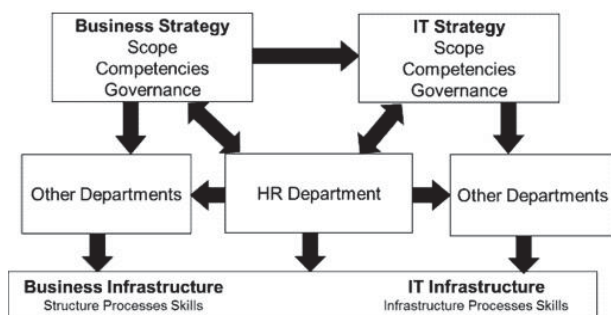 Business Strategy
Scope
Competencies
Governance
IT Strategy
Scope
Competencies
Governance
Other Departments
HR Department
Other Departments
Business Infrastructure
Structure Processes Skills
IT Infrastructure
Infrastructure Processes Skills